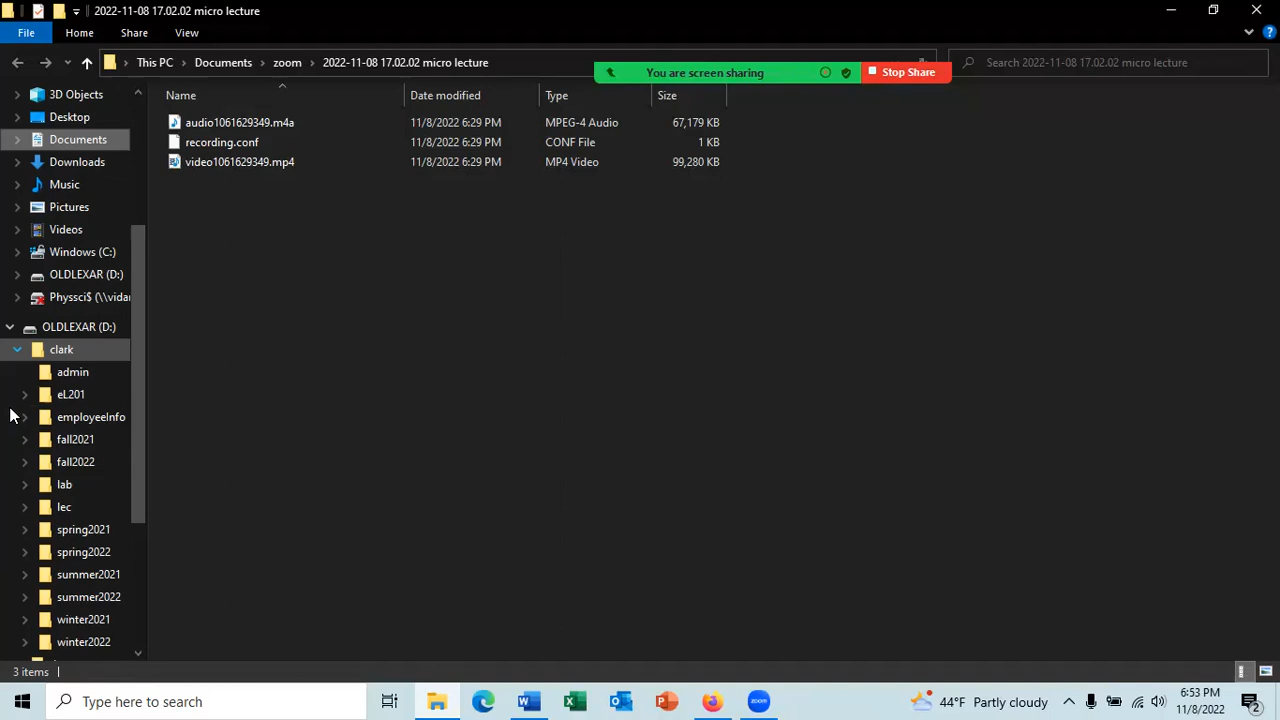 2022-11-08 17.02.02 micro lecture
File Home Share View
This PC Documents zoom 2022-11-08 17.02.02 micro lecture
You are screen sharing Stop Share
Search 2022-11-08 17.02.02 micro lecture
Name Date modified Type Size
audio1061629349.m4a 11/8/2022 6:29 PM MPEG-4 Audio 67,179 KB
recording.conf 11/8/2022 6:29 PM CONF File 1 KB
video1061629349.mp4 11/8/2022 6:29 PM MP4 Video 99,280 KB
3D Objects
Desktop
Documents
Downloads
Music
Pictures
Videos
Windows (C:)
OLDLEXAR (D:)
Physsci$ (\\vidar
OLDLEXAR (D:)
clark
admin
eL201
employeeInfo
fall2021
fall2022
lab
lec
spring2021
spring2022
summer2021
summer2022
winter2021
winter2022
3 items
Type here to search
44°F Partly cloudy
6:53 PM
11/8/2022
2